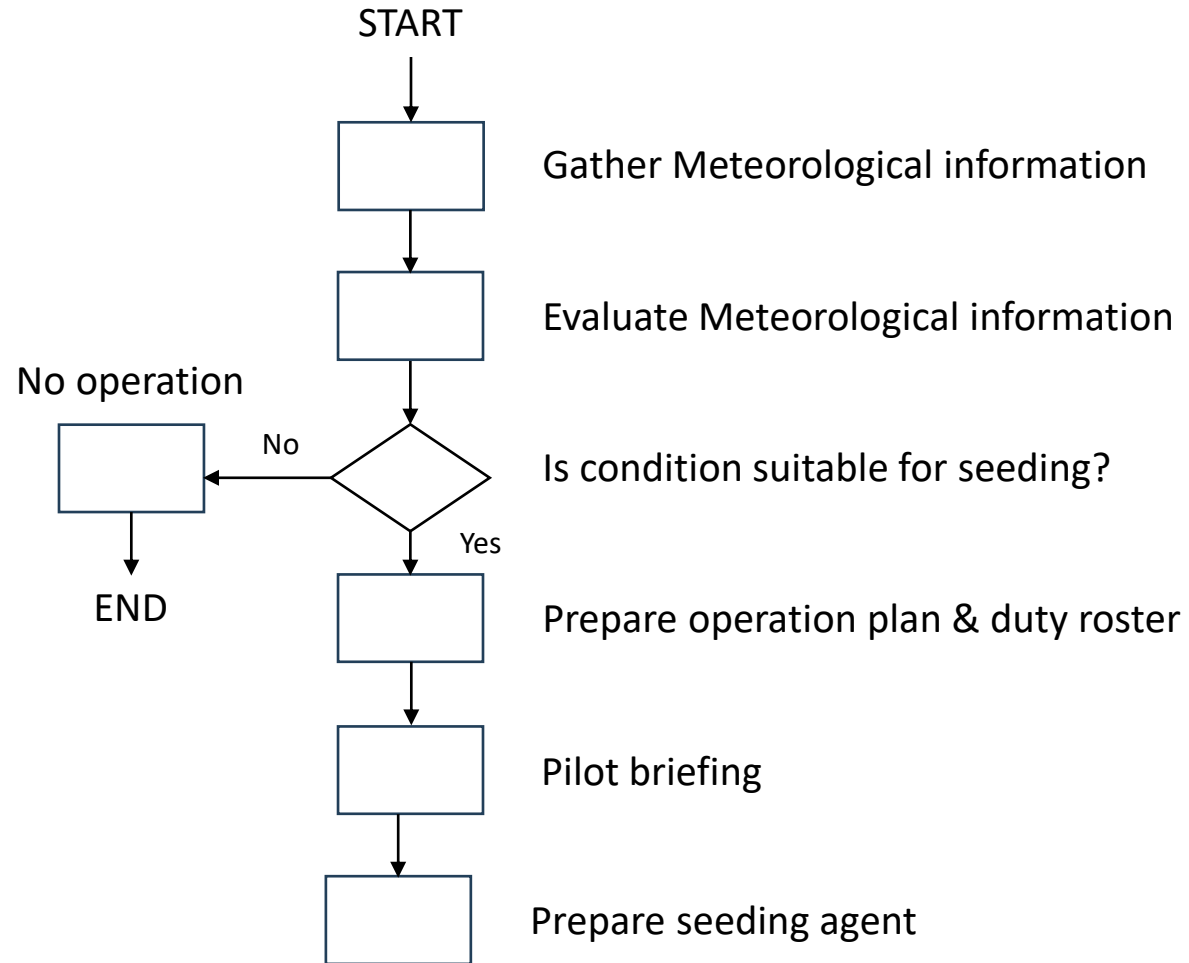 START
Gather Meteorological information
Evaluate Meteorological information
No operation
No
Is condition suitable for seeding?
Yes
END
Prepare operation plan & duty roster
Pilot briefing
Prepare seeding agent